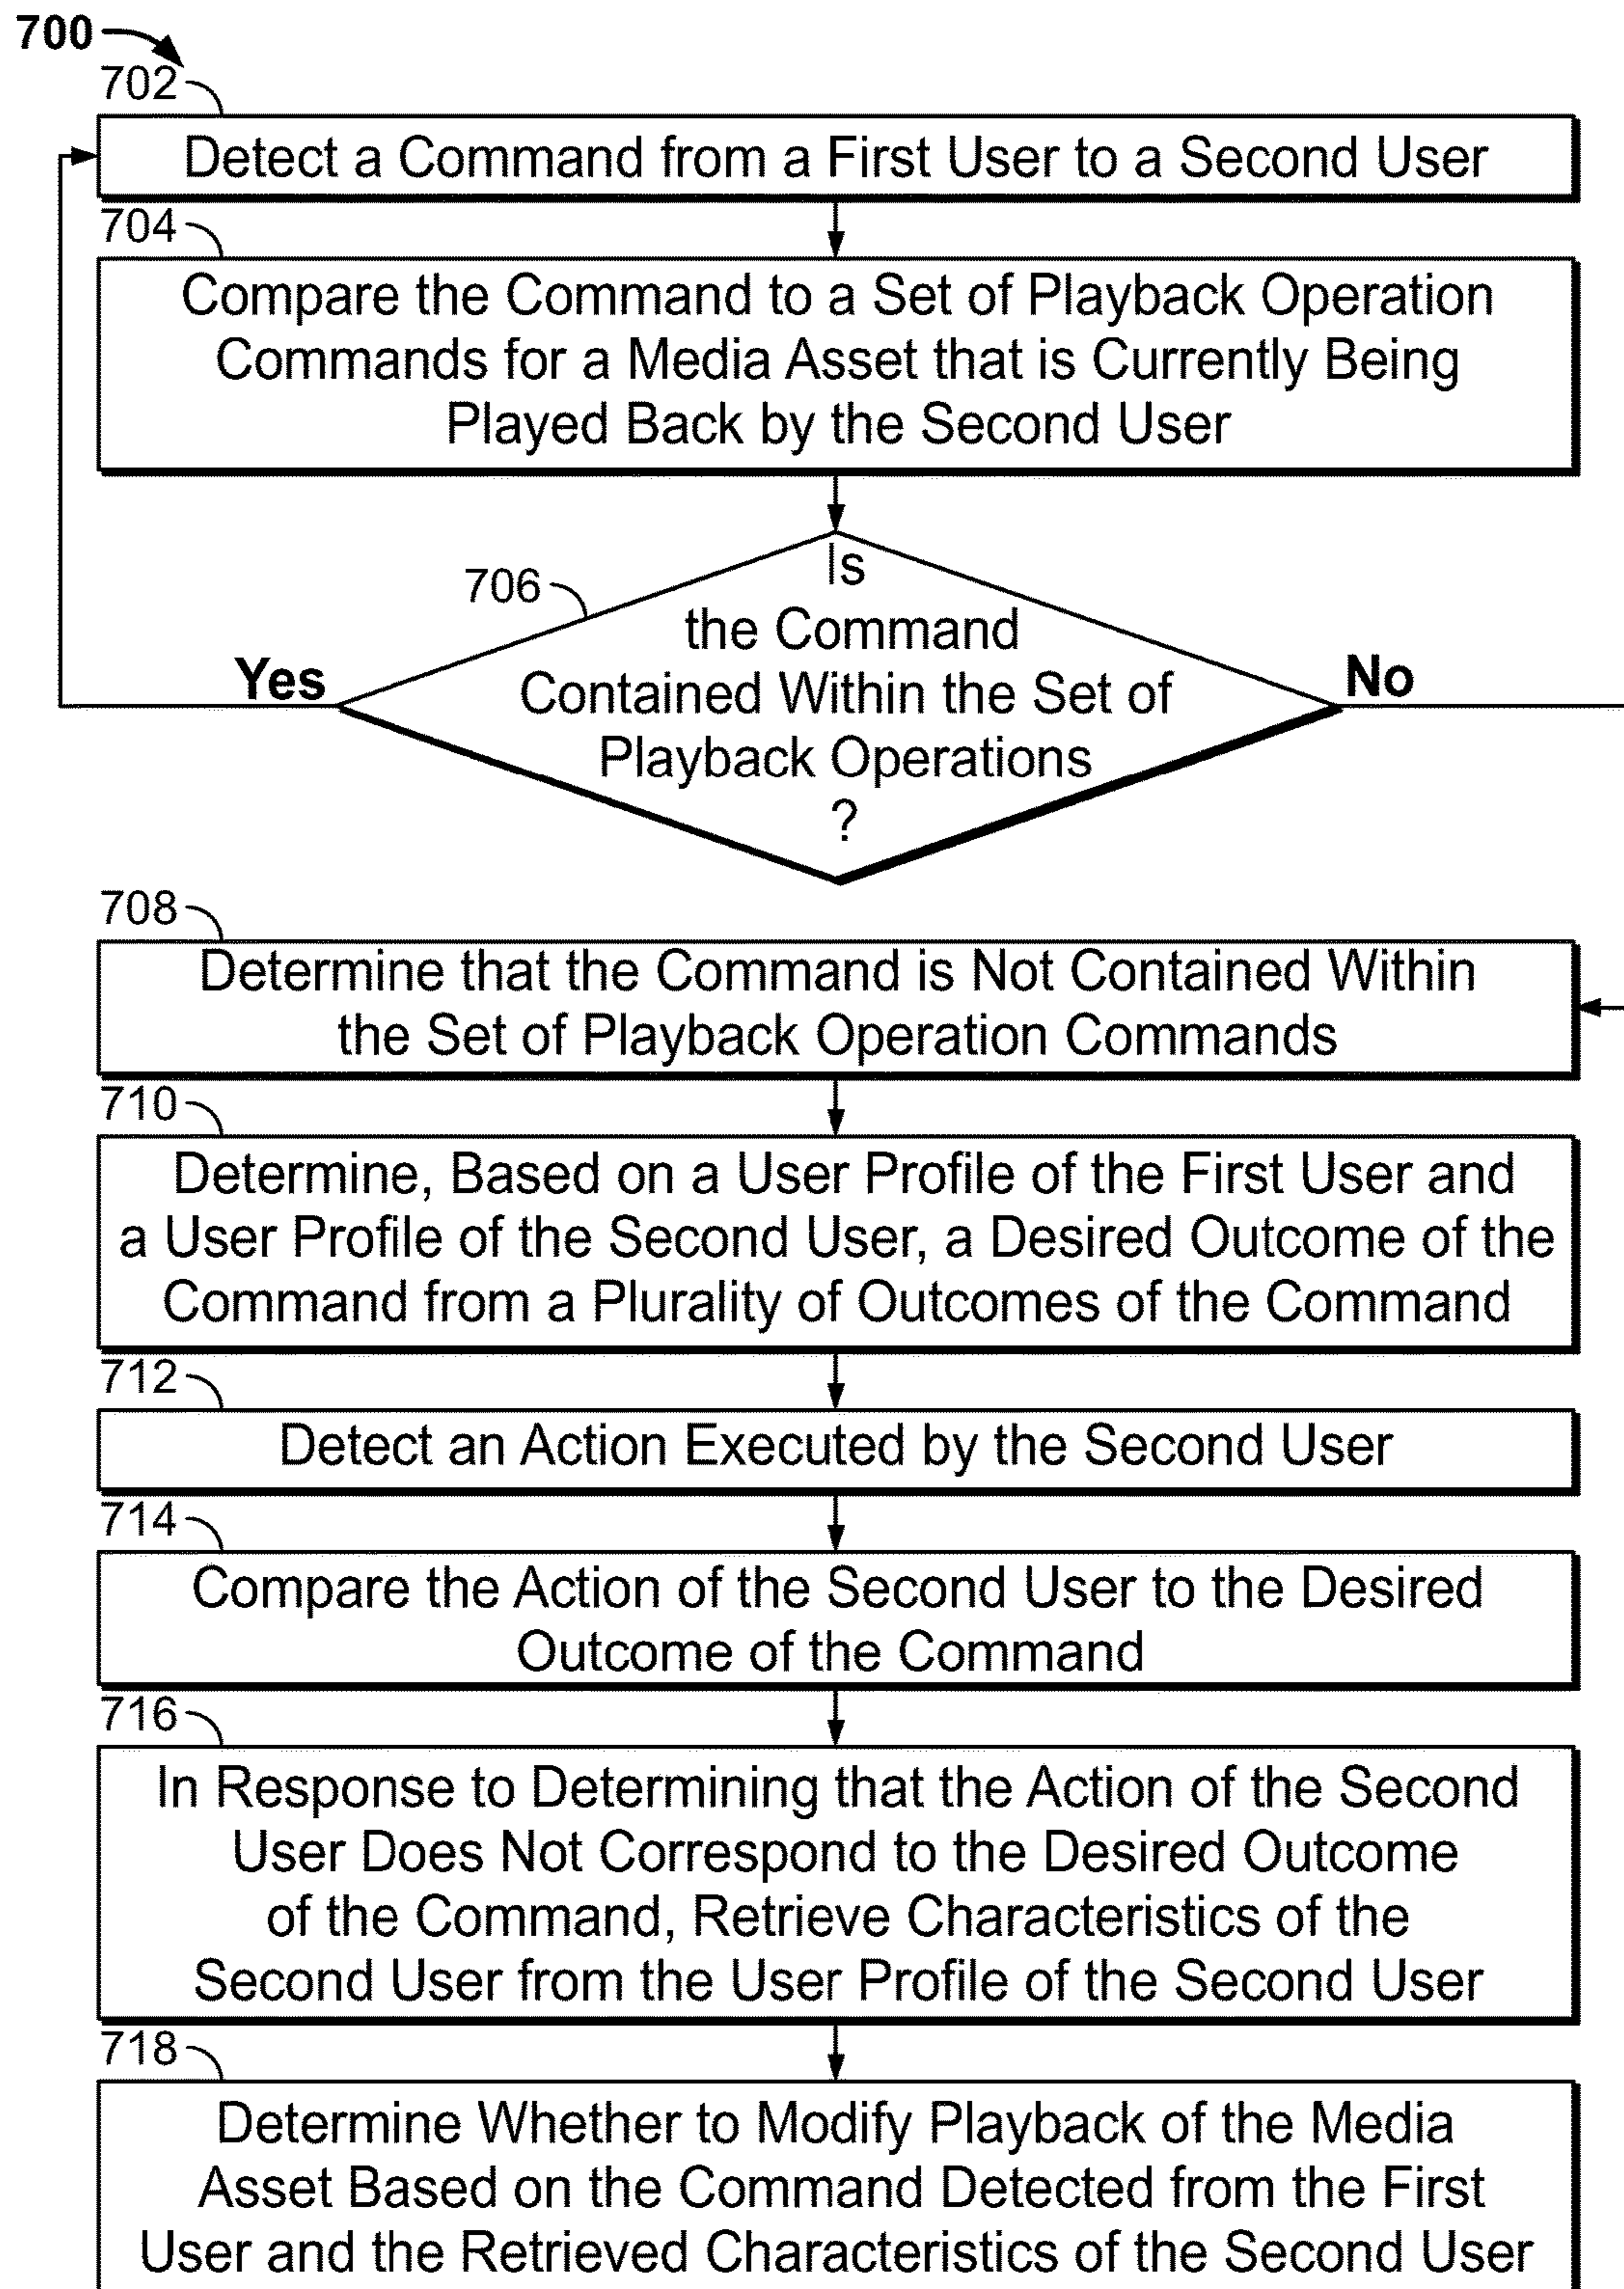 700
702
Detect a Command from a First User to a Second User
704
Compare the Command to a Set of Playback Operation
Commands for a Media Asset that is Currently Being
Played Back by the Second User
706
Is
the Command
Contained Within the Set of
Playback Operations
?
Yes
No
708
Determine that the Command is Not Contained Within
the Set of Playback Operation Commands
710
Determine, Based on a User Profile of the First User and
a User Profile of the Second User, a Desired Outcome of the
Command from a Plurality of Outcomes of the Command
712
Detect an Action Executed by the Second User
714
Compare the Action of the Second User to the Desired
Outcome of the Command
716
In Response to Determining that the Action of the Second
User Does Not Correspond to the Desired Outcome
of the Command, Retrieve Characteristics of the
Second User from the User Profile of the Second User
718
Determine Whether to Modify Playback of the Media
Asset Based on the Command Detected from the First
User and the Retrieved Characteristics of the Second User